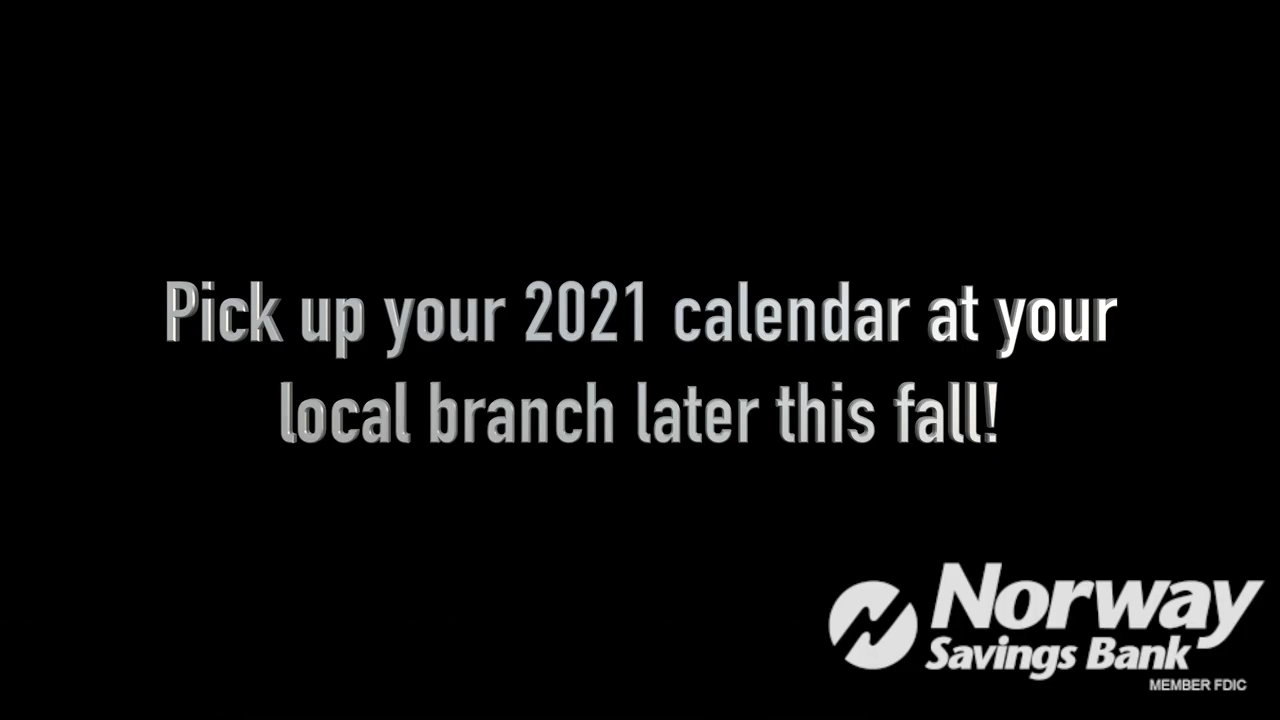 Pick up your 2021 calendar at your
local branch later this fall!
Norway
Savings Bank
MEMBER FDIC